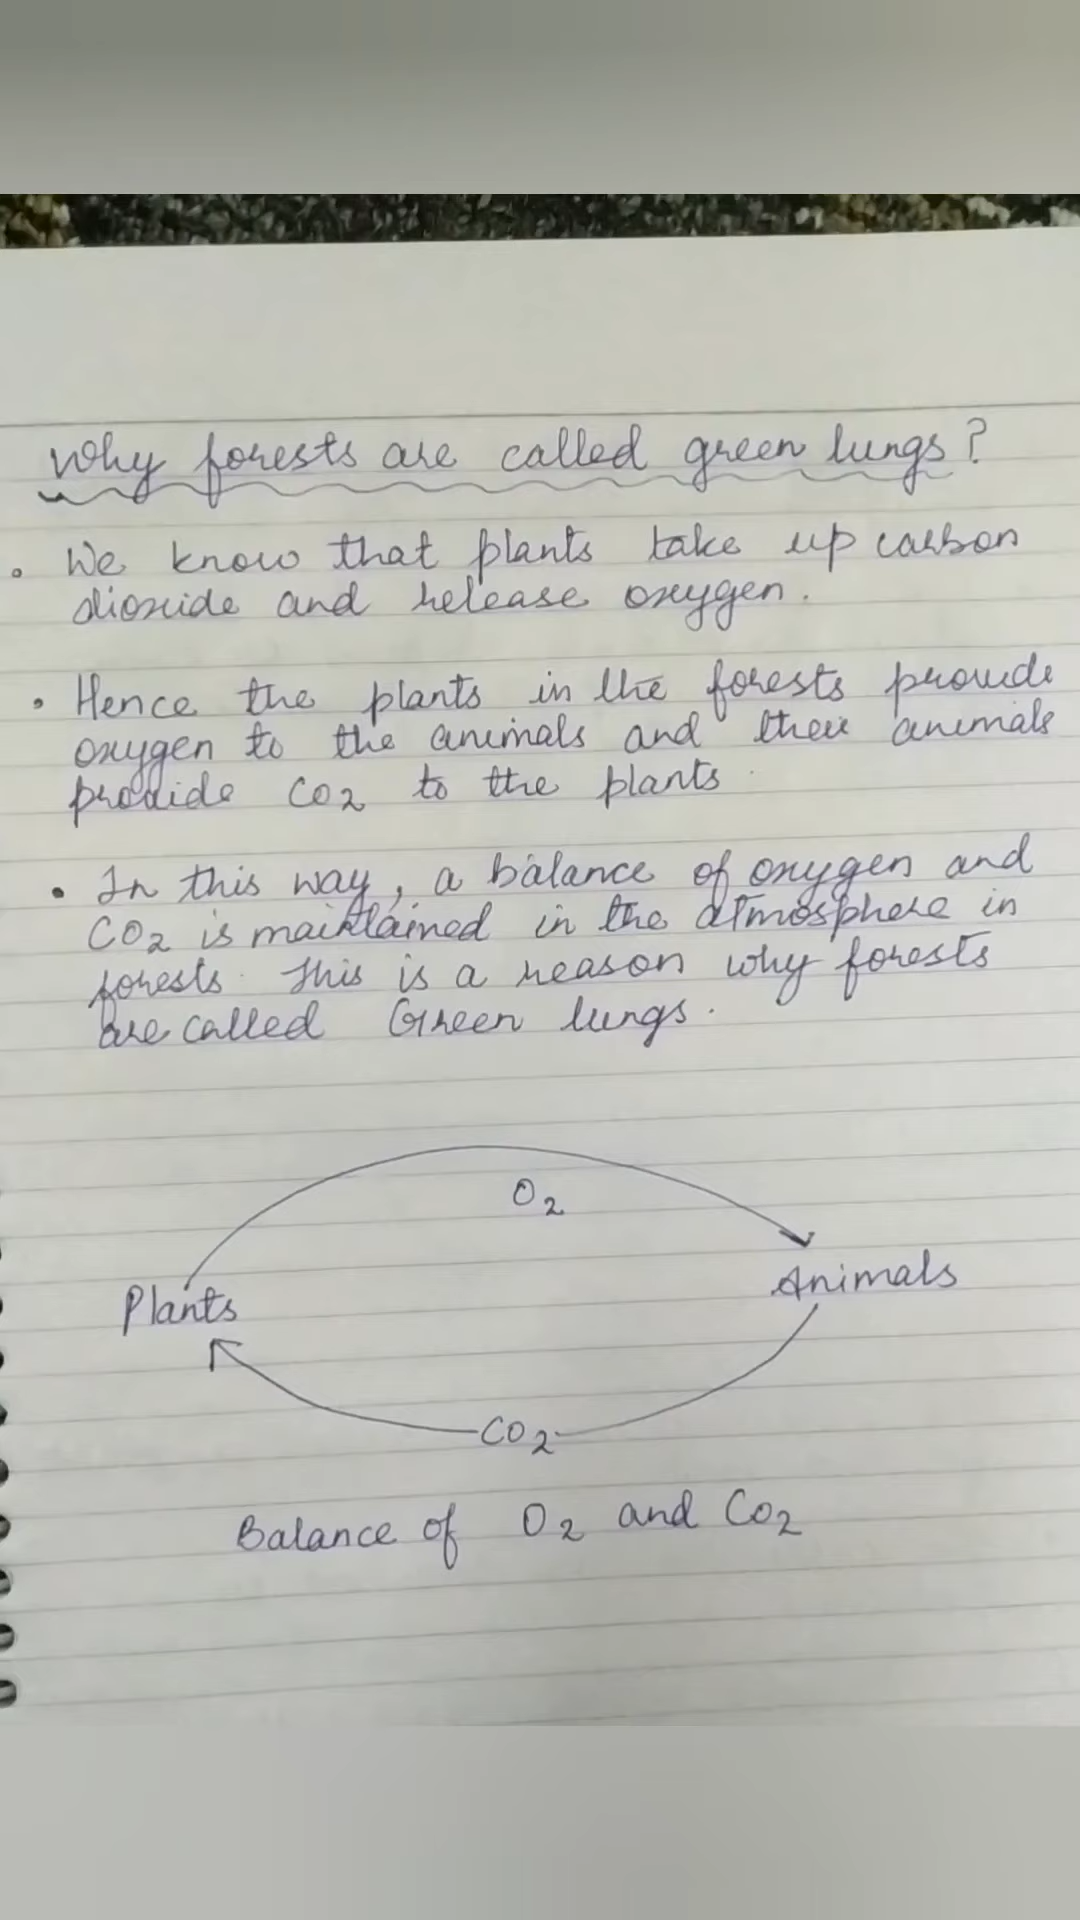 Why forests are called green lungs?
• We know that plants take up carbon
dioxide and release oxygen.
• Hence the plants in the forests provide
oxygen to the animals and their animals
provide CO2 to the plants
• In this way, a balance of oxygen and
CO2 is maintained in the atmosphere in
forests. This is a reason why forests
are called Green lungs.
O2
Animals
Plants
CO2
Balance of O2 and CO2